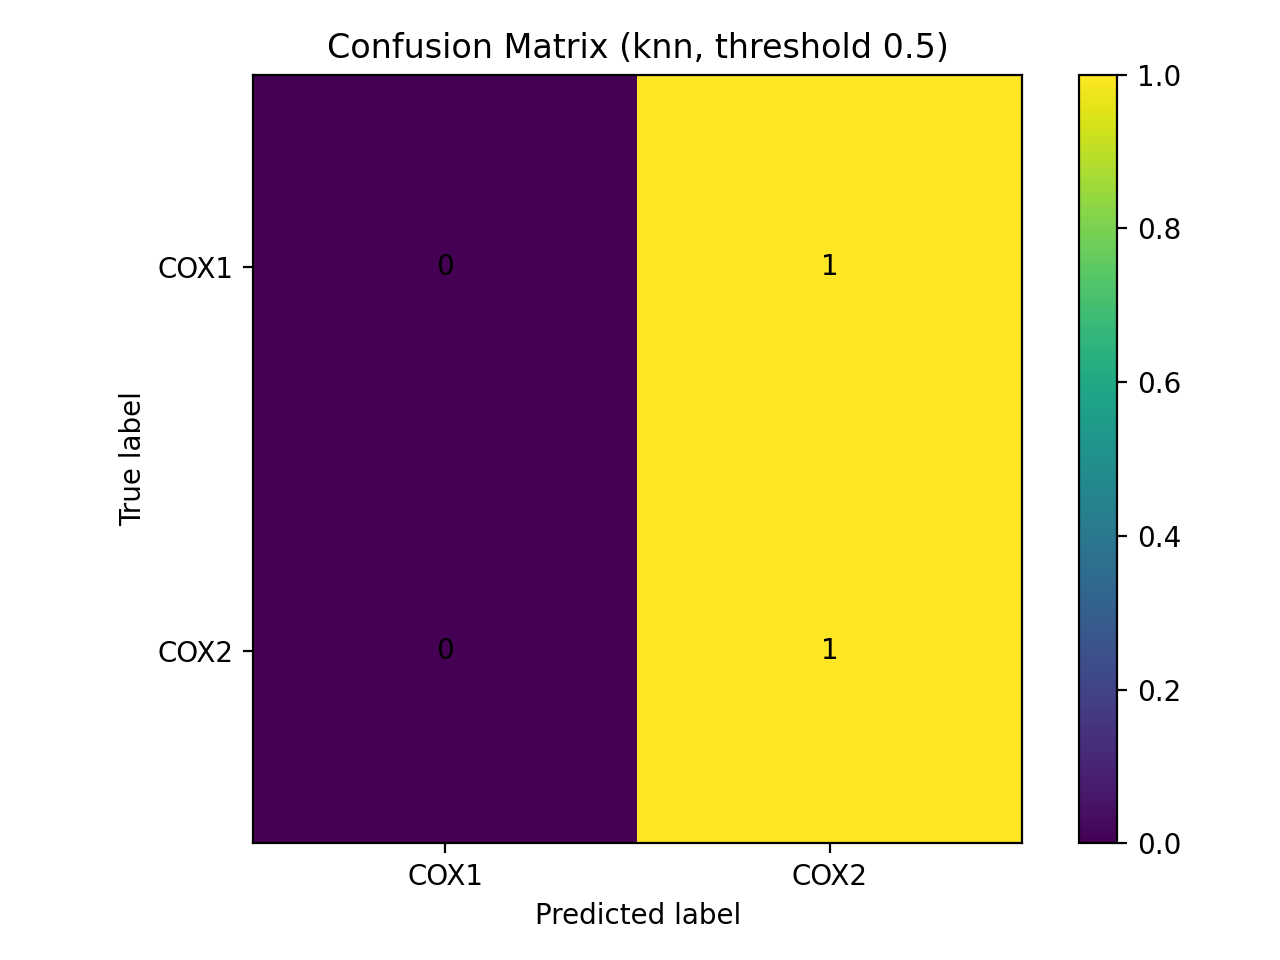 Confusion Matrix (knn, threshold 0.5)
1.0
0.8
0.6
0.4
0.2
0.0
True label
COX1
COX2
0
1
0
1
COX1
COX2
Predicted label